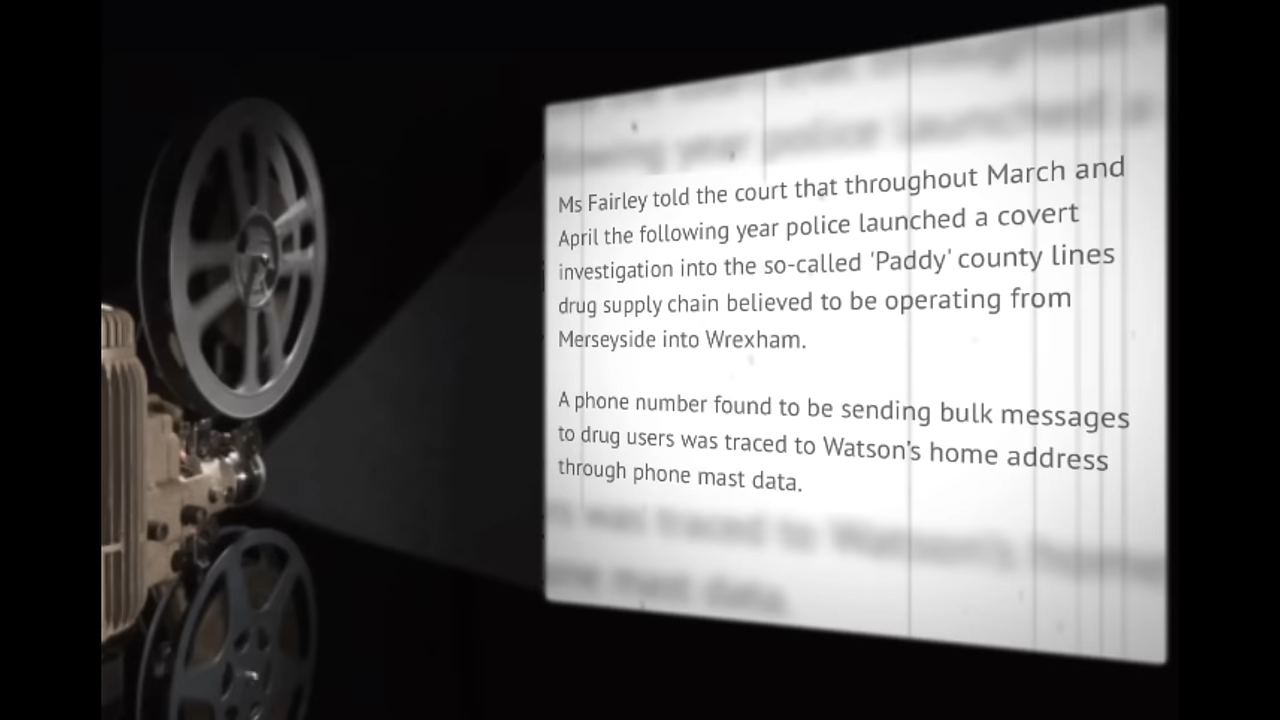 Ms Fairley told the court that throughout March and
April the following year police launched a covert
investigation into the so-called 'Paddy' county lines
drug supply chain believed to be operating from
Merseyside into Wrexham.
A phone number found to be sending bulk messages
to drug users was traced to Watson's home address
through phone mast data.